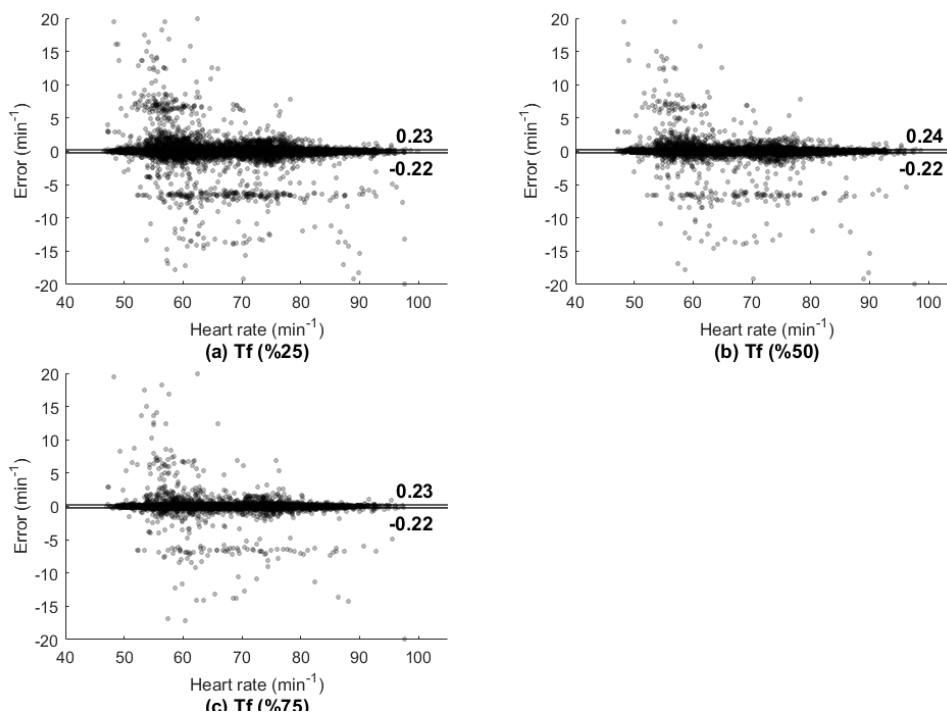 20
15
10
5
0
-5
-10
-15
-20
Error (min⁻¹)
0.23
-0.22
40 50 60 70 80 90 100
Heart rate (min⁻¹)
(a) Tf (%25)
20
15
10
5
0
-5
-10
-15
-20
Error (min⁻¹)
0.24
-0.22
40 50 60 70 80 90 100
Heart rate (min⁻¹)
(b) Tf (%50)
20
15
10
5
0
-5
-10
-15
-20
Error (min⁻¹)
0.23
-0.22
40 50 60 70 80 90 100
Heart rate (min⁻¹)
(c) Tf (%75)